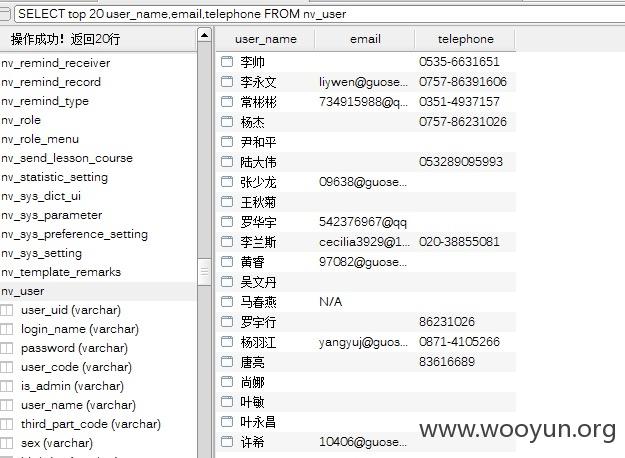 SELECT top 20 user_name,email,telephone FROM nv_user
操作成功！返回20行
nv_remind_receiver
nv_remind_record
nv_remind_type
nv_role
nv_role_menu
nv_send_lesson_course
nv_statistic_setting
nv_sys_dict_ui
nv_sys_parameter
nv_sys_preference_setting
nv_sys_setting
nv_template_remarks
nv_user
user_uid (varchar)
login_name (varchar)
password (varchar)
user_code (varchar)
is_admin (varchar)
user_name (varchar)
third_part_code (varchar)
sex (varchar)
user_name email telephone
李帅 0535-6631651
李永文 liywen@guose... 0757-86391606
常彬彬 734915988@q... 0351-4937157
杨杰 0757-86231026
尹和平
陆大伟 053289095993
张少龙 09638@guose...
王秋菊
罗华宇 542376967@qq
李兰斯 cecilia3929@1... 020-38855081
黄睿 97082@guose...
吴文丹
马春燕 N/A
罗宇行 86231026
杨羽江 yangyuj@guos... 0871-4105266
唐亮 83616689
尚娜
叶敏
叶永昌
许希 10406@guose...
www.wooyun.org